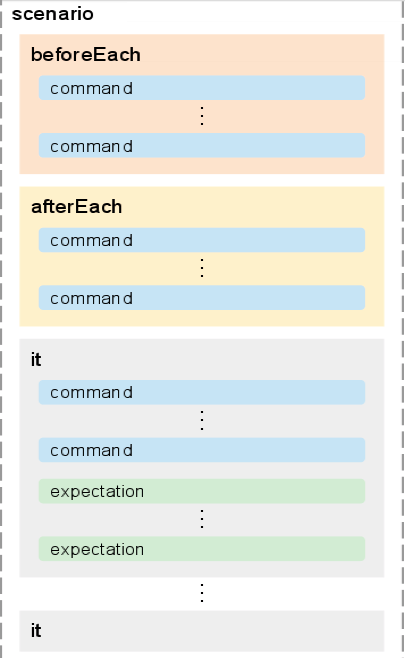 scenario
beforeEach
command
command
afterEach
command
command
it
command
command
expectation
expectation
it